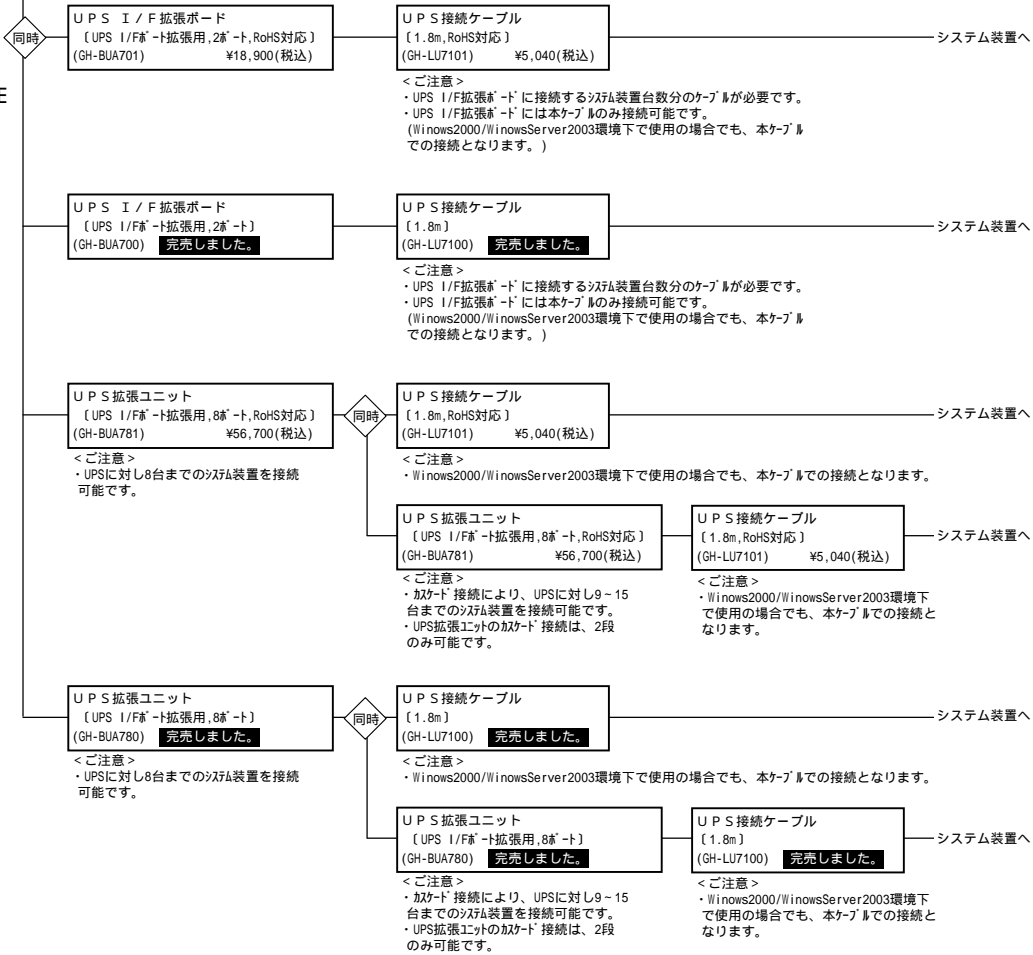 同時
UPS I/F拡張ボード
〔UPS I/Fﾎﾟｰﾄ拡張用,2ﾎﾟｰﾄ,RoHS対応〕
(GH-BUA701) ¥18,900(税込)
UPS接続ケーブル
〔1.8m,RoHS対応〕
(GH-LU7101) ¥5,040(税込)
システム装置へ
E
<ご注意>
・UPS I/F拡張ﾎﾞｰﾄﾞに接続するｼｽﾃﾑ装置台数分のｹｰﾌﾞﾙが必要です。
・UPS I/F拡張ﾎﾞｰﾄﾞには本ｹｰﾌﾞﾙのみ接続可能です。
(Winows2000/WinowsServer2003環境下で使用の場合でも、本ｹｰﾌﾞﾙ
での接続となります。)
UPS I/F拡張ボード
〔UPS I/Fﾎﾟｰﾄ拡張用,2ﾎﾟｰﾄ〕
(GH-BUA700) 完売しました。
UPS接続ケーブル
〔1.8m〕
(GH-LU7100) 完売しました。
システム装置へ
<ご注意>
・UPS I/F拡張ﾎﾞｰﾄﾞに接続するｼｽﾃﾑ装置台数分のｹｰﾌﾞﾙが必要です。
・UPS I/F拡張ﾎﾞｰﾄﾞには本ｹｰﾌﾞﾙのみ接続可能です。
(Winows2000/WinowsServer2003環境下で使用の場合でも、本ｹｰﾌﾞﾙ
での接続となります。)
UPS拡張ユニット
〔UPS I/Fﾎﾟｰﾄ拡張用,8ﾎﾟｰﾄ,RoHS対応〕
(GH-BUA781) ¥56,700(税込)
<ご注意>
・UPSに対し8台までのｼｽﾃﾑ装置を接続
可能です。
同時
UPS接続ケーブル
〔1.8m,RoHS対応〕
(GH-LU7101) ¥5,040(税込)
システム装置へ
<ご注意>
・Winows2000/WinowsServer2003環境下で使用の場合でも、本ｹｰﾌﾞﾙでの接続となります。
UPS拡張ユニット
〔UPS I/Fﾎﾟｰﾄ拡張用,8ﾎﾟｰﾄ,RoHS対応〕
(GH-BUA781) ¥56,700(税込)
<ご注意>
・ｶｽｹｰﾄﾞ接続により、UPSに対し9~15
台までのｼｽﾃﾑ装置を接続可能です。
・UPS拡張ﾕﾆｯﾄのｶｽｹｰﾄﾞ接続は、2段
のみ可能です。
UPS接続ケーブル
〔1.8m,RoHS対応〕
(GH-LU7101) ¥5,040(税込)
システム装置へ
<ご注意>
・Winows2000/WinowsServer2003環境下
で使用の場合でも、本ｹｰﾌﾞﾙでの接続と
なります。
UPS拡張ユニット
〔UPS I/Fﾎﾟｰﾄ拡張用,8ﾎﾟｰﾄ〕
(GH-BUA780) 完売しました。
<ご注意>
・UPSに対し8台までのｼｽﾃﾑ装置を接続
可能です。
同時
UPS接続ケーブル
〔1.8m〕
(GH-LU7100) 完売しました。
システム装置へ
<ご注意>
・Winows2000/WinowsServer2003環境下で使用の場合でも、本ｹｰﾌﾞﾙでの接続となります。
UPS拡張ユニット
〔UPS I/Fﾎﾟｰﾄ拡張用,8ﾎﾟｰﾄ〕
(GH-BUA780) 完売しました。
<ご注意>
・ｶｽｹｰﾄﾞ接続により、UPSに対し9~15
台までのｼｽﾃﾑ装置を接続可能です。
・UPS拡張ﾕﾆｯﾄのｶｽｹｰﾄﾞ接続は、2段
のみ可能です。
UPS接続ケーブル
〔1.8m〕
(GH-LU7100) 完売しました。
システム装置へ
<ご注意>
・Winows2000/WinowsServer2003環境下
で使用の場合でも、本ｹｰﾌﾞﾙでの接続と
なります。